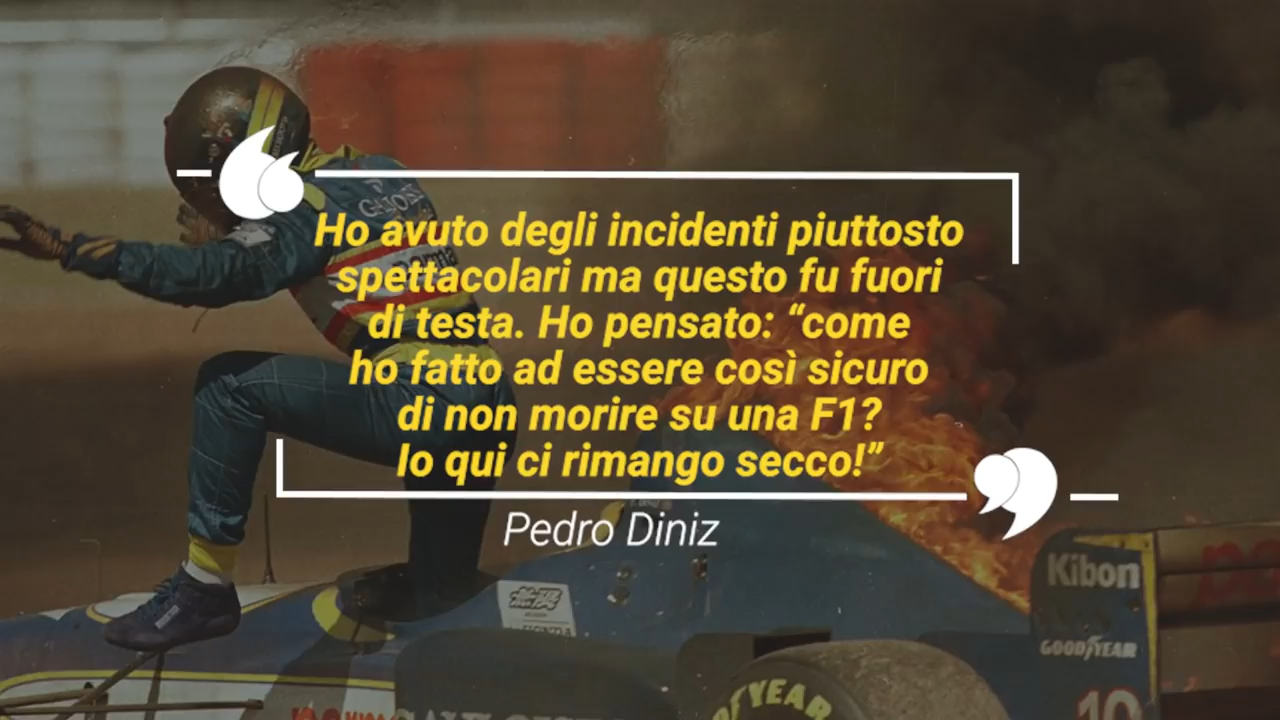 Ho avuto degli incidenti piuttosto
spettacolari ma questo fu fuori
di testa. Ho pensato: “come
ho fatto ad essere così sicuro
di non morire su una F1?
Io qui ci rimango secco!”
Pedro Diniz
Kibon
GOODYEAR
10
YEAR